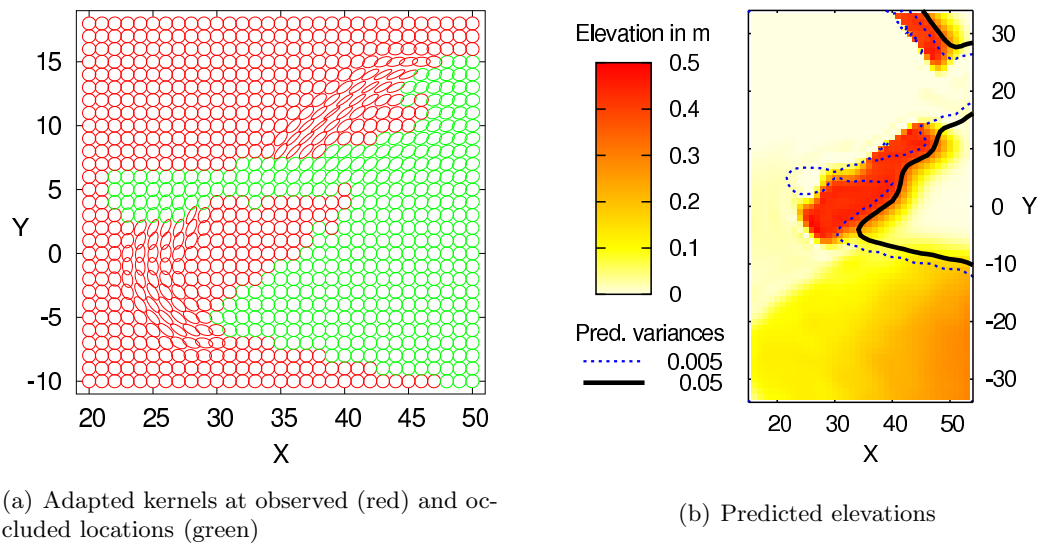 15
10
5
Y
0
-5
-10
20 25 30 35 40 45 50
X
(a) Adapted kernels at observed (red) and oc-
cluded locations (green)
Elevation in m
0.5
0.4
0.3
0.2
0.1
0
Pred. variances
0.005
0.05
30
20
10
0
Y
-10
-20
-30
20 30 40 50
X
(b) Predicted elevations